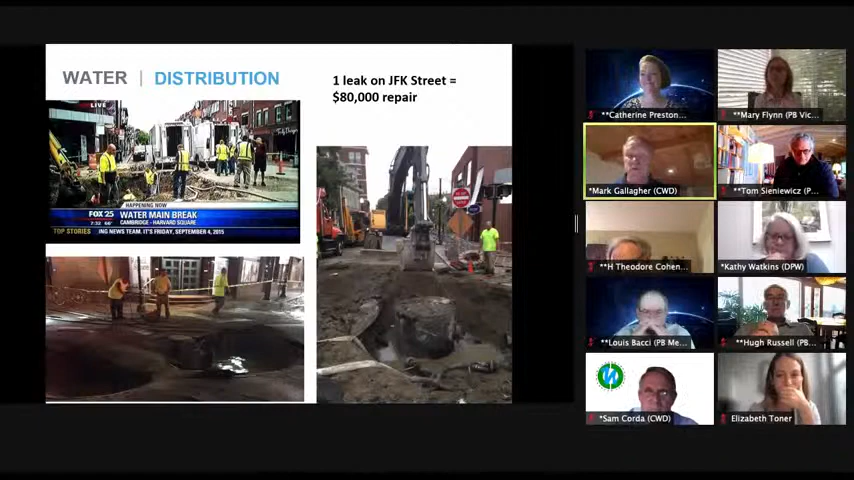 WATER | DISTRIBUTION
1 leak on JFK Street =
$80,000 repair
LIVE
HAPPENING NOW
FOX 25
WATER MAIN BREAK
CAMBRIDGE - HARVARD SQUARE
7:32 66°
TOP STORIES
ING NEWS TEAM. IT'S FRIDAY, SEPTEMBER 4, 2015
**Catherine Preston...
**Mary Flynn (PB Vic...
*Mark Gallagher (CWD)
**Tom Sieniewicz (P...
**H Theodore Cohen...
*Kathy Watkins (DPW)
**Louis Bacci (PB Me...
**Hugh Russell (PB...
*Sam Corda (CWD)
Elizabeth Toner